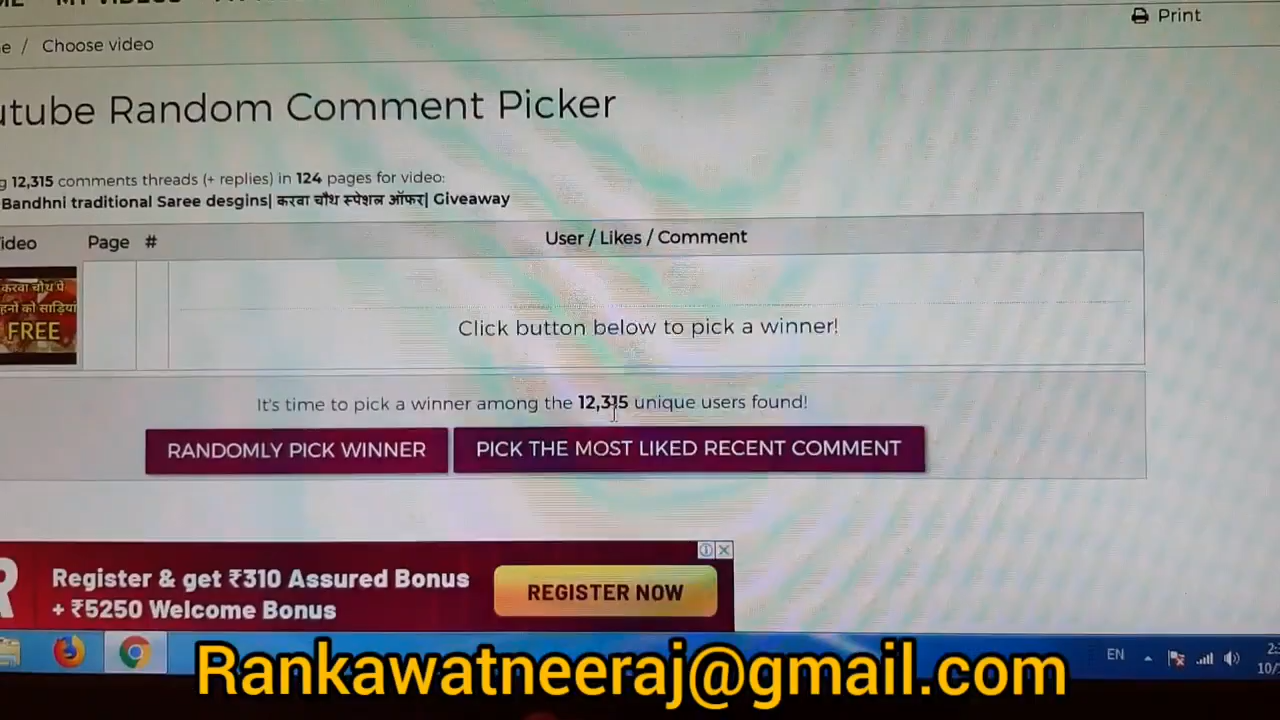 Print
/ Choose video
utube Random Comment Picker
12,315 comments threads (+ replies) in 124 pages for video:
Bandhni traditional Saree desgins| करवा चौथ स्पेशल ऑफर| Giveaway
Page # User / Likes / Comment
करवा चौथ पे
साड़ियां
FREE
Click button below to pick a winner!
It's time to pick a winner among the 12,315 unique users found!
RANDOMLY PICK WINNER PICK THE MOST LIKED RECENT COMMENT
Register & get ₹310 Assured Bonus
+ ₹5250 Welcome Bonus
REGISTER NOW
EN
Rankawatneeraj@gmail.com